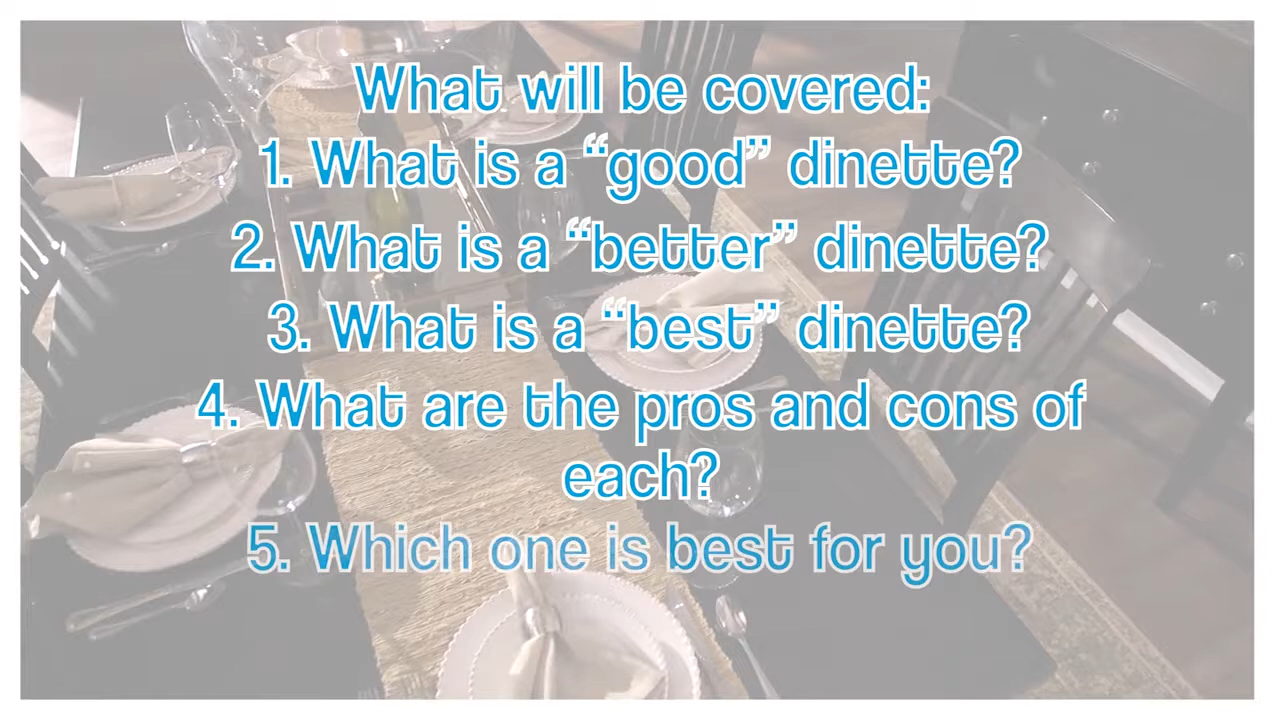 What will be covered:
1. What is a “good” dinette?
2. What is a “better” dinette?
3. What is a “best” dinette?
4. What are the pros and cons of
each?
5. Which one is best for you?